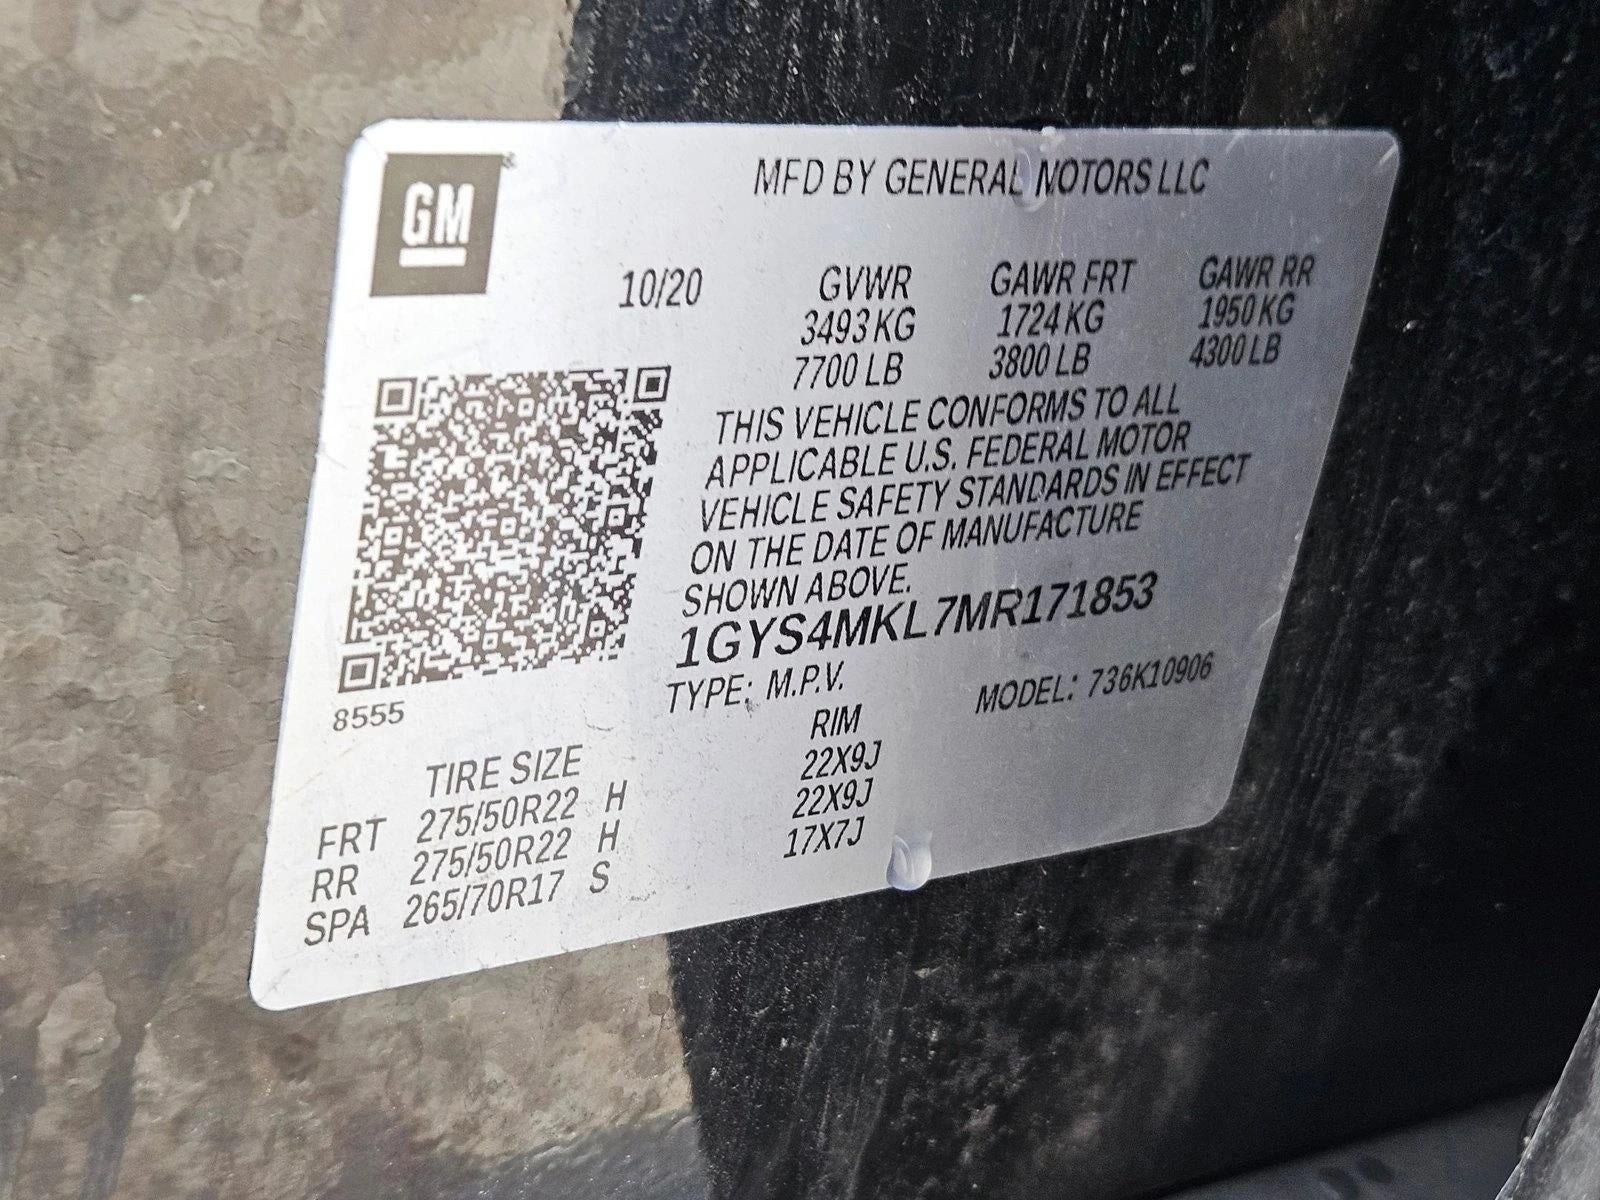 GM
MFD BY GENERAL MOTORS LLC
10/20 GVWR GAWR FRT GAWR RR
3493 KG 1724 KG 1950 KG
7700 LB 3800 LB 4300 LB
THIS VEHICLE CONFORMS TO ALL
APPLICABLE U.S. FEDERAL MOTOR
VEHICLE SAFETY STANDARDS IN EFFECT
ON THE DATE OF MANUFACTURE
SHOWN ABOVE.
1GYS4MKL7MR171853
TYPE: M.P.V. MODEL: 736K10906
8555
TIRE SIZE RIM
FRT 275/50R22 H 22X9J
RR 275/50R22 H 22X9J
SPA 265/70R17 S 17X7J